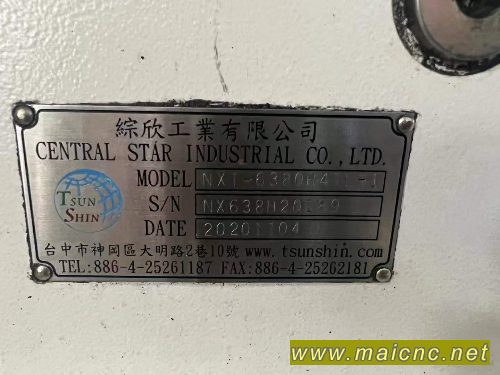 綜欣工業有限公司
CENTRAL STAR INDUSTRIAL CO.,LTD.
MODEL
S/N
DATE
TSUN
SHIN
台中市神岡區大明路2巷10號 www.tsunshin.com
TEL:886-4-25261187 FAX:886-4-25262181
www.maicnc.net